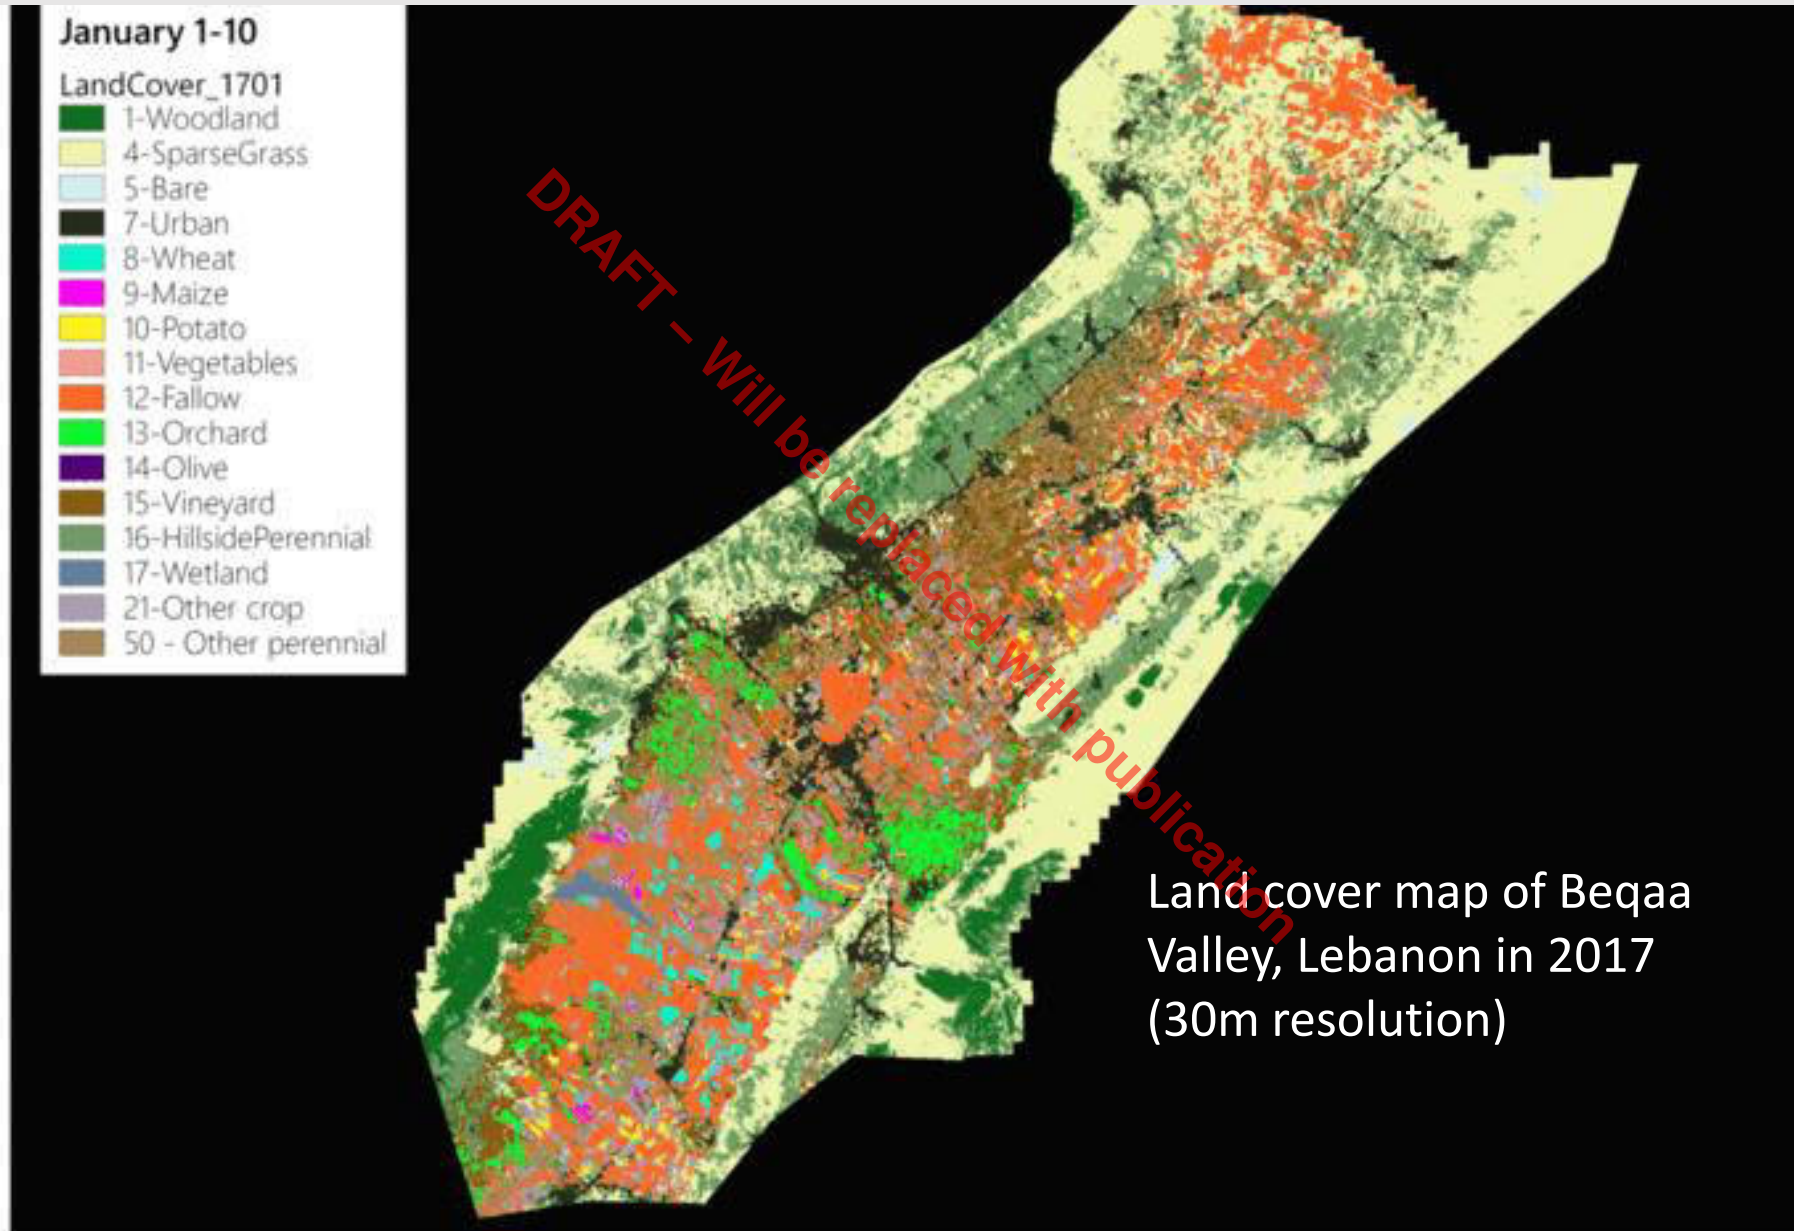 January 1-10
LandCover_1701
1-Woodland
4-SparseGrass
5-Bare
7-Urban
8-Wheat
9-Maize
10-Potato
11-Vegetables
12-Fallow
13-Orchard
14-Olive
15-Vineyard
16-HillsidePerennial
17-Wetland
21-Other crop
50 - Other perennial
DRAFT – Will be replaced with publication
Land cover map of Beqaa
Valley, Lebanon in 2017
(30m resolution)